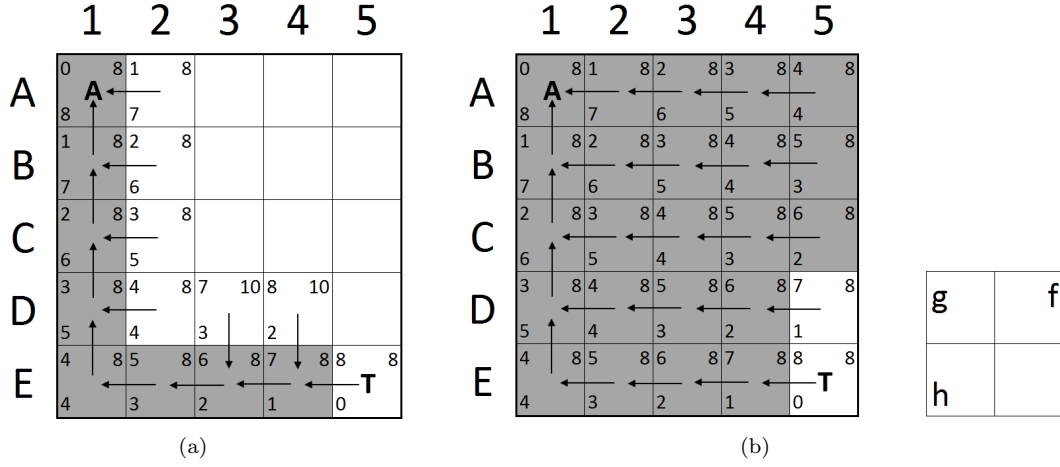 1 2 3 4 5 1 2 3 4 5
0 8 1 8 0 8 1 8 2 8 3 8 4 8
A A A A
8 7 8 7 6 5 4
1 8 2 8 1 8 2 8 3 8 4 8 5 8
B B
7 6 7 6 5 4 3
2 8 3 8 2 8 3 8 4 8 5 8 6 8
C C
6 5 6 5 4 3 2
3 8 4 8 7 10 8 10 3 8 4 8 5 8 6 8 7 8 g f
D D
5 4 3 2 5 4 3 2 1
4 8 5 8 6 8 7 8 8 8 4 8 5 8 6 8 7 8 8 8
E T E T
4 3 2 1 0 4 3 2 1 0 h
(a) (b)